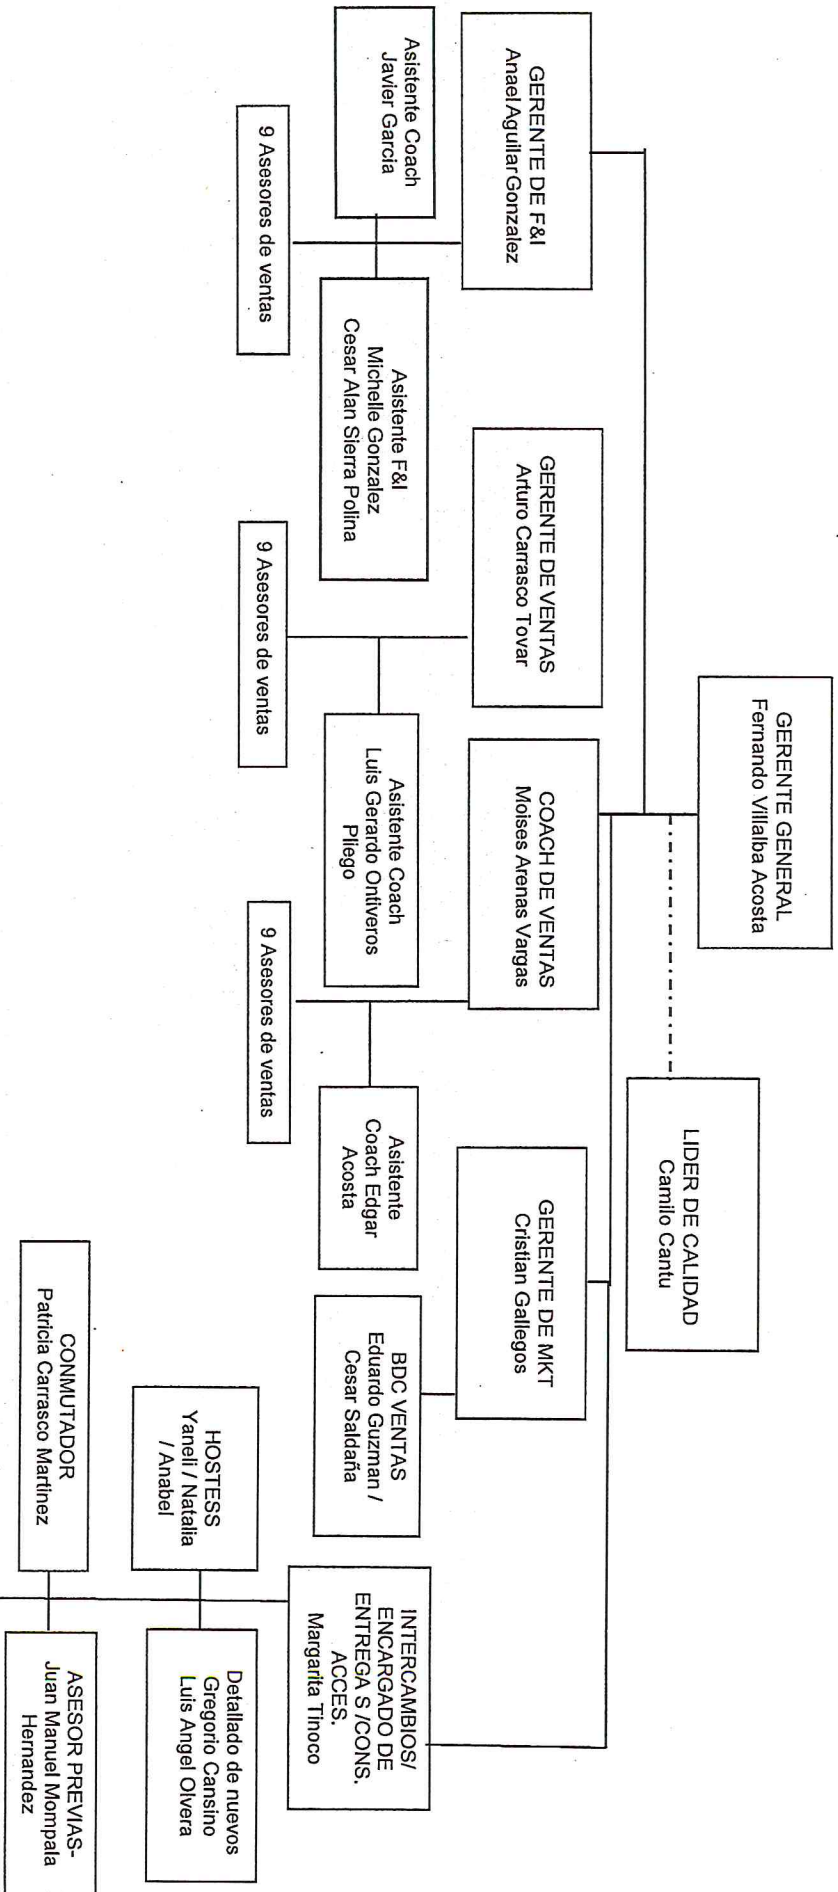 GERENTE GENERAL
Fernando Villalba Acosta
LIDER DE CALIDAD
Camilo Cantu
GERENTE DE F&I
AnaelAguilarGonzalez
GERENTE DE VENTAS
Arturo Carrasco Tovar
COACH DE VENTAS
Moises Arenas Vargas
GERENTE DE MKT
Cristian Gallegos
Asistente Coach
Javier Garcia
Asistente F&I
Michelle Gonzalez
Cesar Alan Sierra Polina
Asistente Coach
Luis Gerardo Ontiveros
Pliego
Asistente
Coach Edgar
Acosta
BDC VENTAS
Eduardo Guzman /
Cesar Saldaña
INTERCAMBIOS/
ENCARGADO DE
ENTREGA S /CONS.
ACCES.
Margarita Tinoco
9 Asesores de ventas
9 Asesores de ventas
9 Asesores de ventas
HOSTESS
Yaneli / Natalia
/ Anabel
Detallado de nuevos
Gregorio Cansino
Luis Angel Olvera
CONMUTADOR
Patricia Carrasco Martinez
ASESOR PREVIAS-
Juan Manuel Mompala
Hernandez